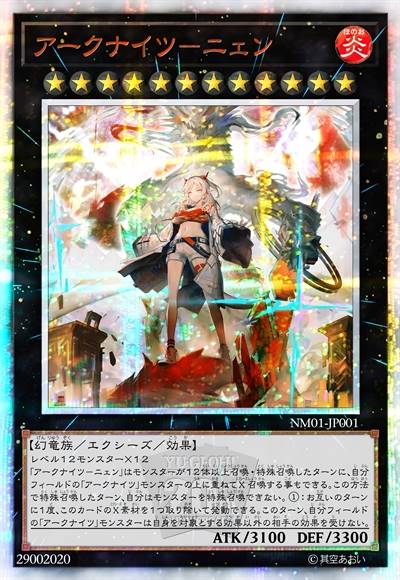 アークナイツーニェン
ほのお
炎
NM01-JP001
【幻竜族／エクシーズ／効果】
レベル12モンスター×12
「アークナイツーニェン」はモンスターが12体以上召喚・特殊召喚したターンに、自分
フィールドの「アークナイツ」モンスターの上に重ねてX召喚する事もできる。この方法
で特殊召喚したターン、自分はモンスターを特殊召喚できない。①：お互いのターン
に1度、このカードのX素材を1つ取り除いて発動できる。このターン、自分フィールド
の「アークナイツ」モンスターは自身を対象とする効果以外の相手の効果を受けない。
ATK/3100 DEF/3300
29002020
©其空あおい